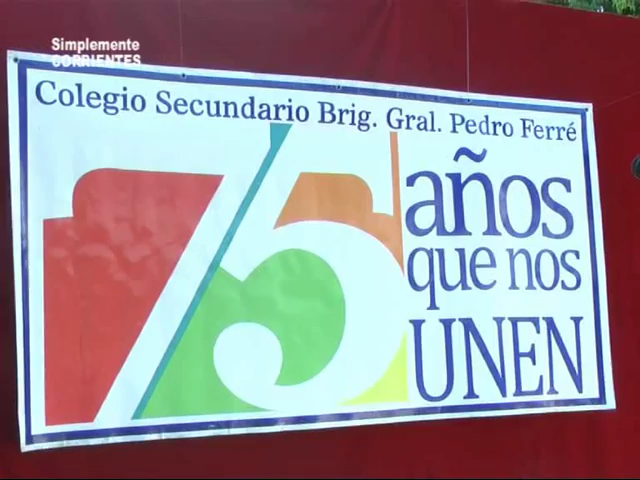 Simplemente
CORRIENTES
Colegio Secundario Brig. Gral. Pedro Ferré
75 años
que nos
UNEN